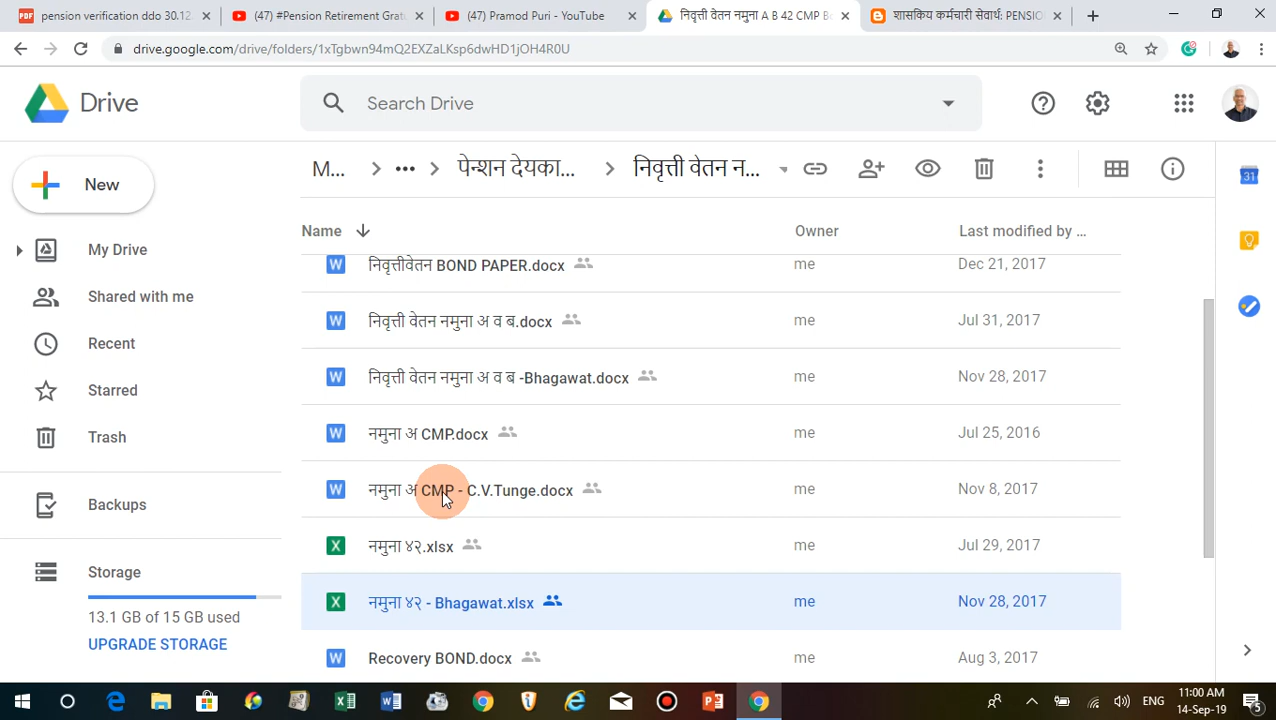 pension verification ddo 30.12
(47) #Pension Retirement Gra
(47) Pramod Puri - YouTube
निवृत्ती वेतन नमुना A B 42 CMP B
शासकिय कर्मचारी सेवार्थ: PENSION
drive.google.com/drive/folders/1xTgbwn94mQ2EXZaLKsp6dwHD1jOH4R0U
Drive
Search Drive
New
M... ... पेन्शन देयका... निवृत्ती वेतन न...
31
My Drive
Shared with me
Recent
Starred
Trash
Backups
Storage
13.1 GB of 15 GB used
UPGRADE STORAGE
Name Owner Last modified by ...
निवृत्तीवेतन BOND PAPER.docx me Dec 21, 2017
निवृत्ती वेतन नमुना अ व ब.docx me Jul 31, 2017
निवृत्ती वेतन नमुना अ व ब -Bhagawat.docx me Nov 28, 2017
नमुना अ CMP.docx me Jul 25, 2016
नमुना अ CMP - C.V.Tunge.docx me Nov 8, 2017
नमुना ४२.xlsx me Jul 29, 2017
नमुना ४२ - Bhagawat.xlsx me Nov 28, 2017
Recovery BOND.docx me Aug 3, 2017
ENG
11:00 AM
14-Sep-19
5